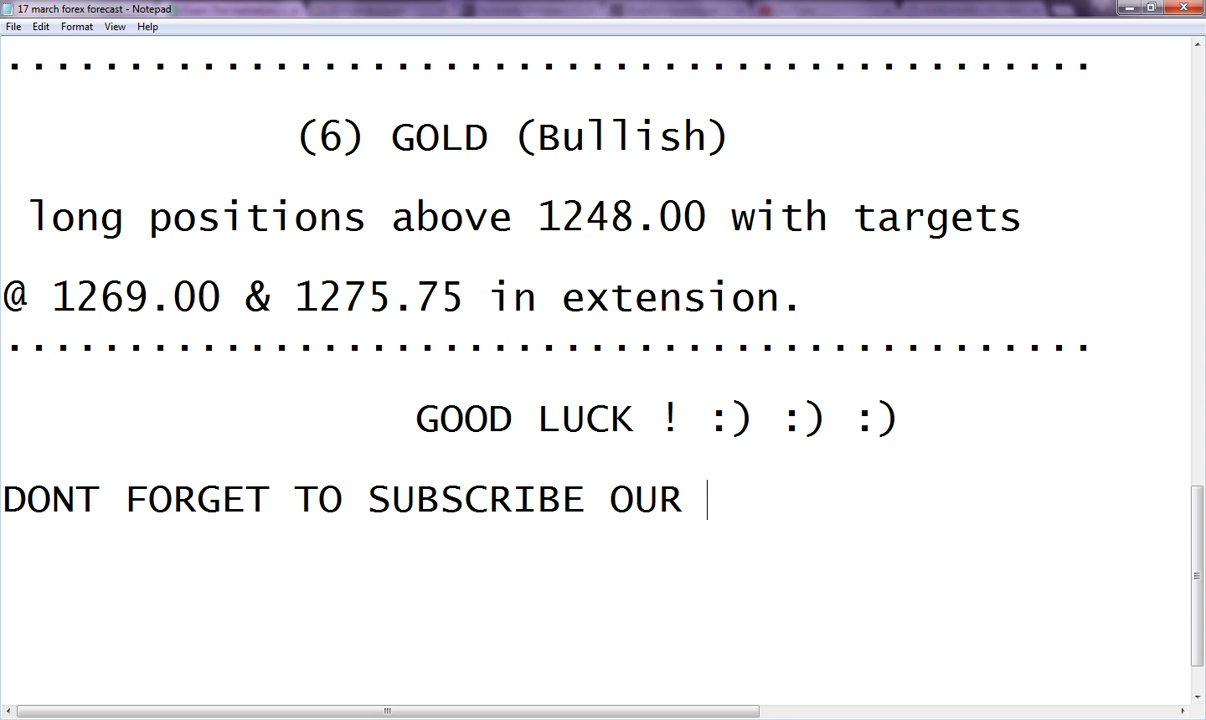 17 march forex forecast - Notepad
File Edit Format View Help
.............................................
(6) GOLD (Bullish)
long positions above 1248.00 with targets
@ 1269.00 & 1275.75 in extension.
.............................................
GOOD LUCK ! :) :) :)
DONT FORGET TO SUBSCRIBE OUR